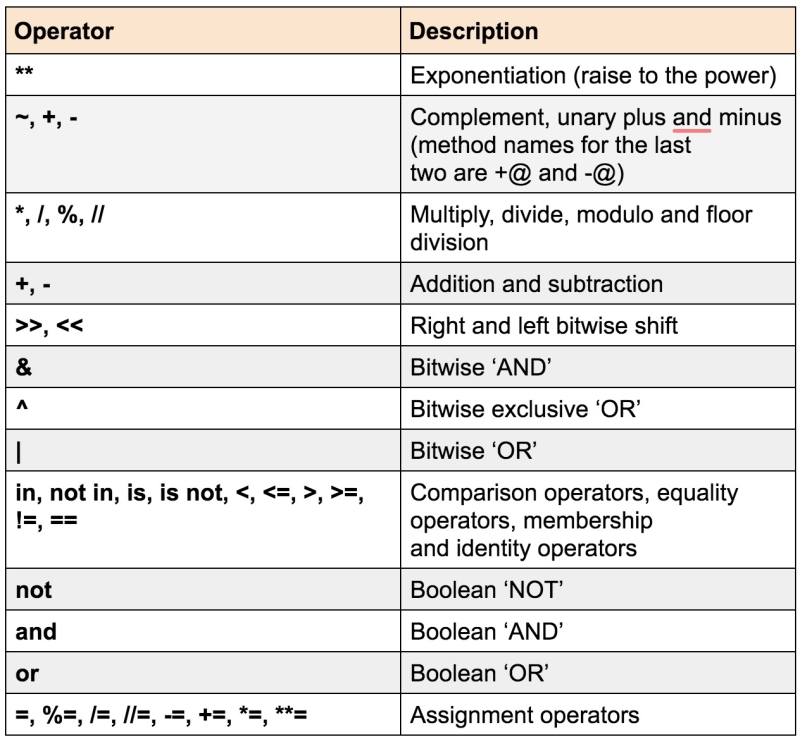 Operator Description
** Exponentiation (raise to the power)
~, +, - Complement, unary plus and minus
(method names for the last
two are +@ and -@)
*, /, %, // Multiply, divide, modulo and floor
division
+, - Addition and subtraction
>>, << Right and left bitwise shift
& Bitwise ‘AND’
^ Bitwise exclusive ‘OR’
| Bitwise ‘OR’
in, not in, is, is not, <, <=, >, >=, Comparison operators, equality
!=, == operators, membership
and identity operators
not Boolean ‘NOT’
and Boolean ‘AND’
or Boolean ‘OR’
=, %=, /=, //=, -=, +=, *=, **= Assignment operators